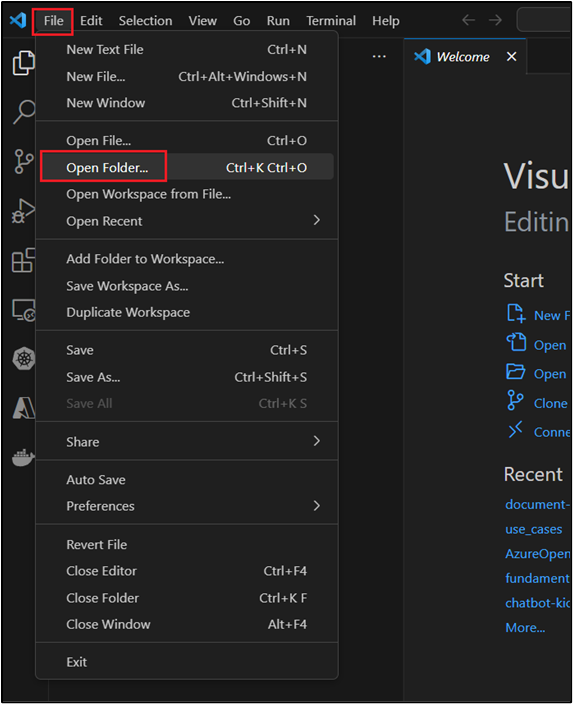 File Edit Selection View Go Run Terminal Help
New Text File Ctrl+N
New File... Ctrl+Alt+Windows+N
New Window Ctrl+Shift+N
Open File... Ctrl+O
Open Folder... Ctrl+K Ctrl+O
Open Workspace from File...
Open Recent
Add Folder to Workspace...
Save Workspace As...
Duplicate Workspace
Save Ctrl+S
Save As... Ctrl+Shift+S
Save All Ctrl+K S
Share
Auto Save
Preferences
Revert File
Close Editor Ctrl+F4
Close Folder Ctrl+K F
Close Window Alt+F4
Exit
Welcome
Visu
Editin
Start
New F
Open
Open
Clone
Conne
Recent
document-
use_cases
AzureOpen
fundament
chatbot-kic
More...